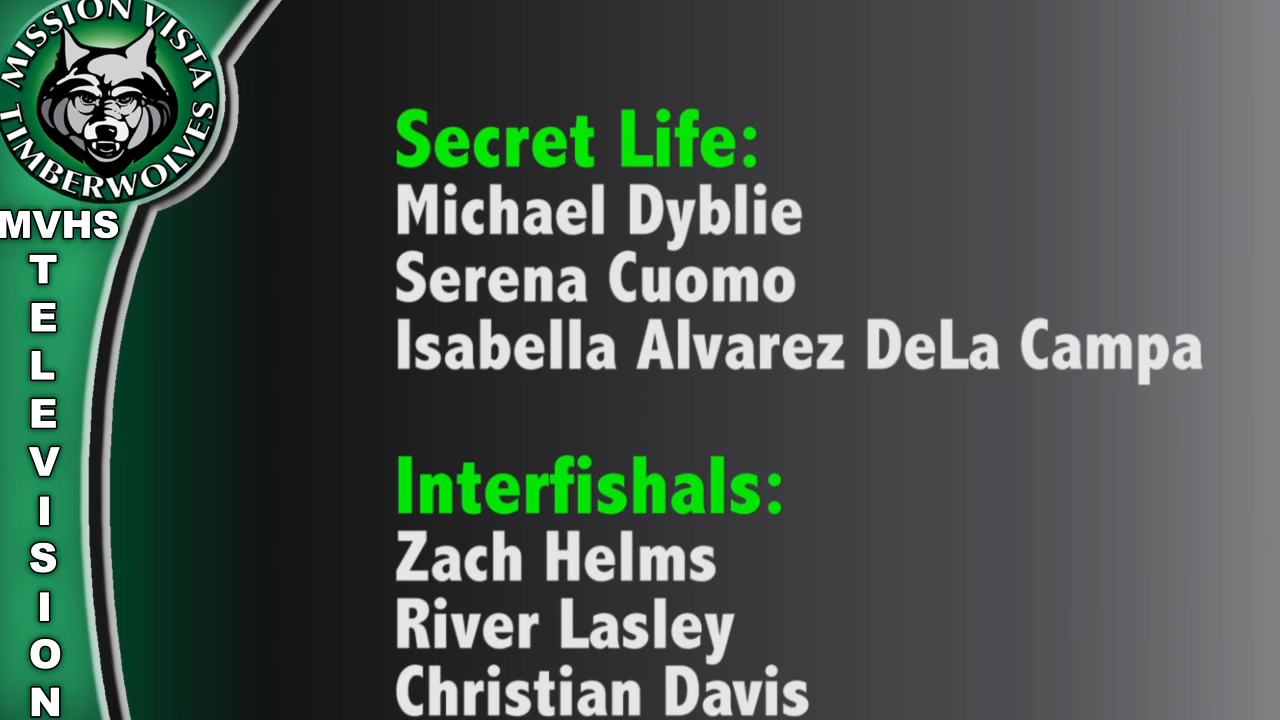 MISSION VISTA
TIMBERWOLVES
MVHS
TELEVISION
Secret Life:
Michael Dyblie
Serena Cuomo
Isabella Alvarez DeLa Campa
Interfishals:
Zach Helms
River Lasley
Christian Davis